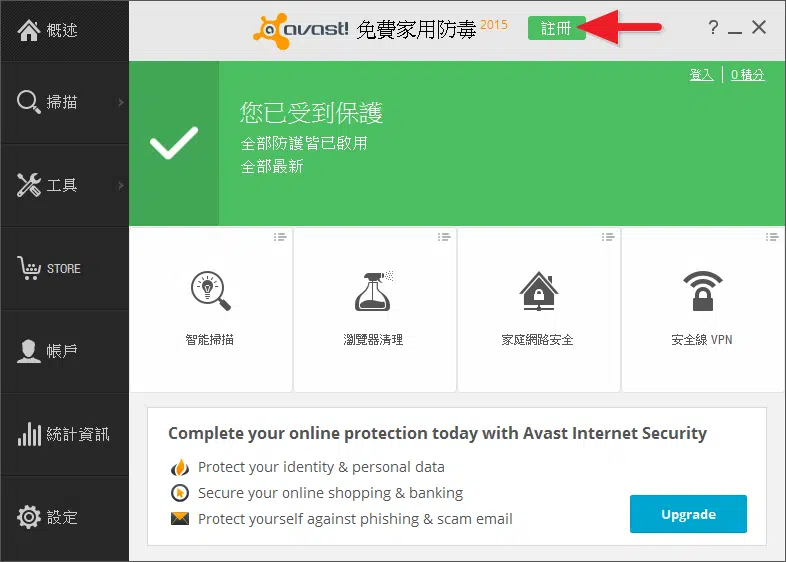 概述
掃描
工具
STORE
帳戶
統計資訊
設定
avast! 免費家用防毒 2015
註冊
?
登入 | 0 積分
您已受到保護
全部防護皆已啟用
全部最新
智能掃描
瀏覽器清理
家庭網路安全
安全線 VPN
Complete your online protection today with Avast Internet Security
Protect your identity & personal data
Secure your online shopping & banking
Protect yourself against phishing & scam email
Upgrade